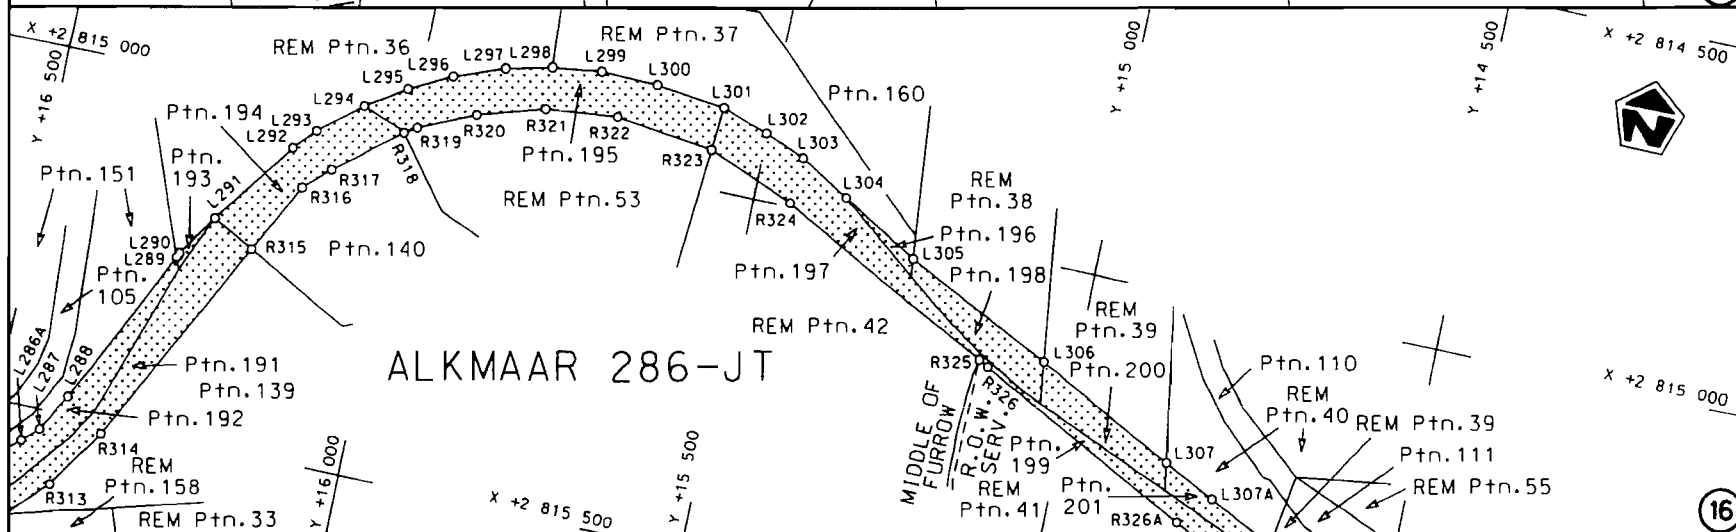 X +2 815 000
Y +16 500
REM Ptn.36
REM Ptn.37
Y +15 000
Y +14 500
X +2 814 500
L292
L293
L294
L295
L296
L297
L298
L299
L300
L301
L302
L303
L304
Ptn.160
Ptn.194
Ptn.
193
Ptn.151
L291
L290
L289
Ptn.
105
R315
R316
R317
R318
R319
R320
R321
R322
R323
R324
Ptn.195
REM Ptn.53
Ptn.140
REM
Ptn.38
Ptn.196
L305
Ptn.197
Ptn.198
REM Ptn.42
REM
Ptn.39
L306
Ptn.200
R325
R326
ALKMAAR 286-JT
L286A
L287
L288
Ptn.191
Ptn.139
Ptn.192
R314
REM
Ptn.158
R313
REM Ptn.33
Y +16 000
X +2 815 500
Y +15 500
MIDDLE OF
FURROW
R.O.W.
SERV.
Ptn.
199
REM
Ptn.41
Ptn.
201
R326A
L307
L307A
Ptn.110
REM
Ptn.40
REM Ptn.39
Ptn.111
REM Ptn.55
X +2 815 000
N
16